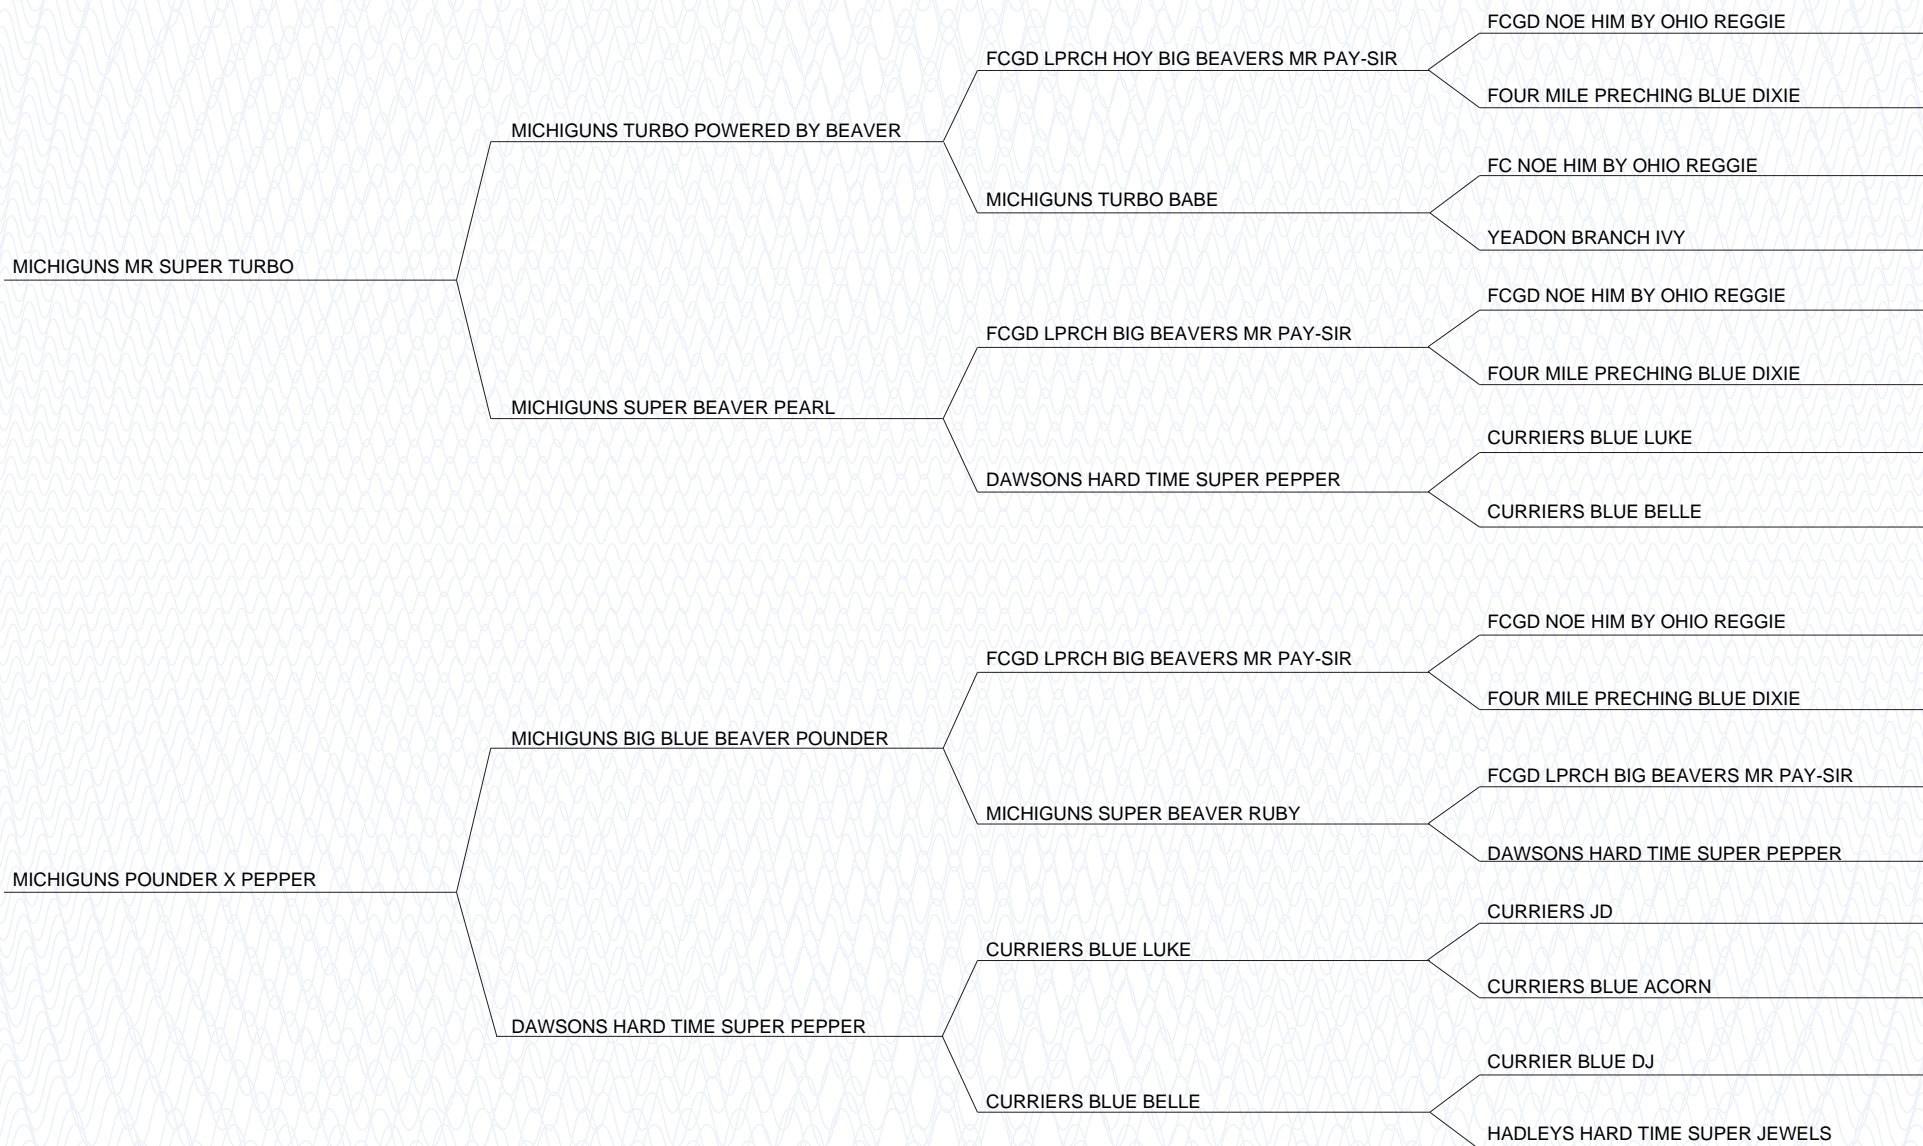 FCGD NOE HIM BY OHIO REGGIE
FCGD LPRCH HOY BIG BEAVERS MR PAY-SIR
FOUR MILE PRECHING BLUE DIXIE
MICHIGUNS TURBO POWERED BY BEAVER
FC NOE HIM BY OHIO REGGIE
MICHIGUNS TURBO BABE
YEADON BRANCH IVY
MICHIGUNS MR SUPER TURBO
FCGD NOE HIM BY OHIO REGGIE
FCGD LPRCH BIG BEAVERS MR PAY-SIR
FOUR MILE PRECHING BLUE DIXIE
MICHIGUNS SUPER BEAVER PEARL
CURRIERS BLUE LUKE
DAWSONS HARD TIME SUPER PEPPER
CURRIERS BLUE BELLE
FCGD NOE HIM BY OHIO REGGIE
FCGD LPRCH BIG BEAVERS MR PAY-SIR
FOUR MILE PRECHING BLUE DIXIE
MICHIGUNS BIG BLUE BEAVER POUNDER
FCGD LPRCH BIG BEAVERS MR PAY-SIR
MICHIGUNS SUPER BEAVER RUBY
DAWSONS HARD TIME SUPER PEPPER
MICHIGUNS POUNDER X PEPPER
CURRIERS JD
CURRIERS BLUE LUKE
CURRIERS BLUE ACORN
DAWSONS HARD TIME SUPER PEPPER
CURRIER BLUE DJ
CURRIERS BLUE BELLE
HADLEYS HARD TIME SUPER JEWELS